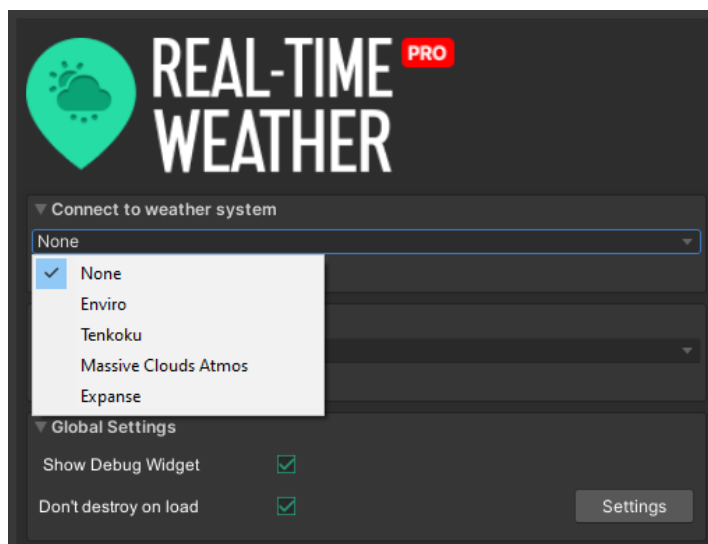 REAL-TIME PRO
WEATHER
Connect to weather system
None
None
Enviro
Tenkoku
Massive Clouds Atmos
Expanse
Global Settings
Show Debug Widget
Don't destroy on load
Settings